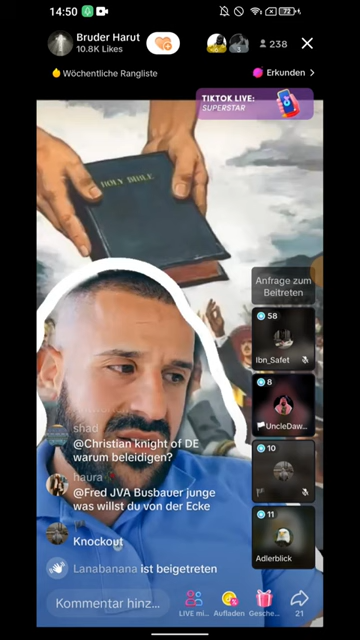 14:50
72
Bruder Harut
10.8K Likes
238
Wöchentliche Rangliste
Erkunden
TIKTOK LIVE:
SUPERSTAR
HOLY BIBLE
Anfrage zum
Beitreten
58
Ibn_Safet
8
UncleDaw...
10
11
Adlerblick
shad
@Christian knight of DE
warum beleidigen?
haura
@Fred JVA Busbauer junge
was willst du von der Ecke
Knockout
Lanabanana ist beigetreten
Kommentar hinz...
LIVE mi...
Aufladen
Gesche...
21